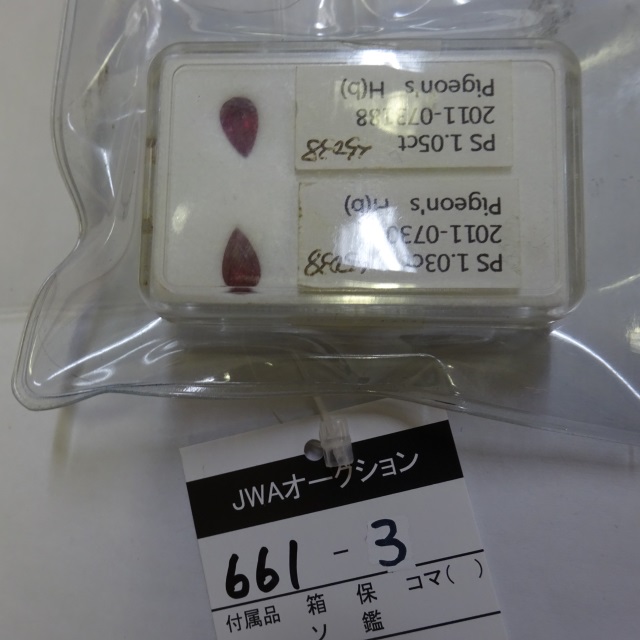 PS 1.05ct
2011-073188
Pigeon's H(b)
PS 1.03ct
2011-0730
Pigeon's H(b)
JWAオークション
661-3
付属品 箱 保 コマ( )
ソ 鑑